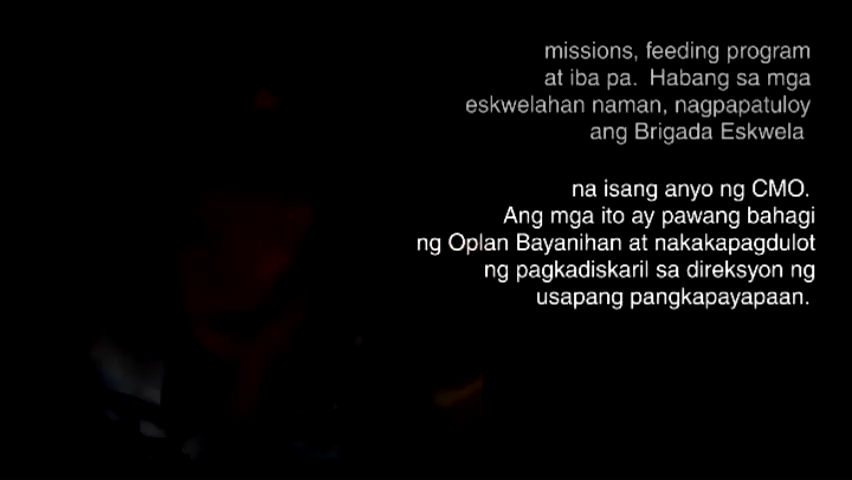 missions, feeding program
at iba pa.  Habang sa mga
eskwelahan naman, nagpapatuloy
ang Brigada Eskwela
na isang anyo ng CMO.
Ang mga ito ay pawang bahagi
ng Oplan Bayanihan at nakakapagdulot
ng pagkadiskaril sa direksyon ng
usapang pangkapayapaan.